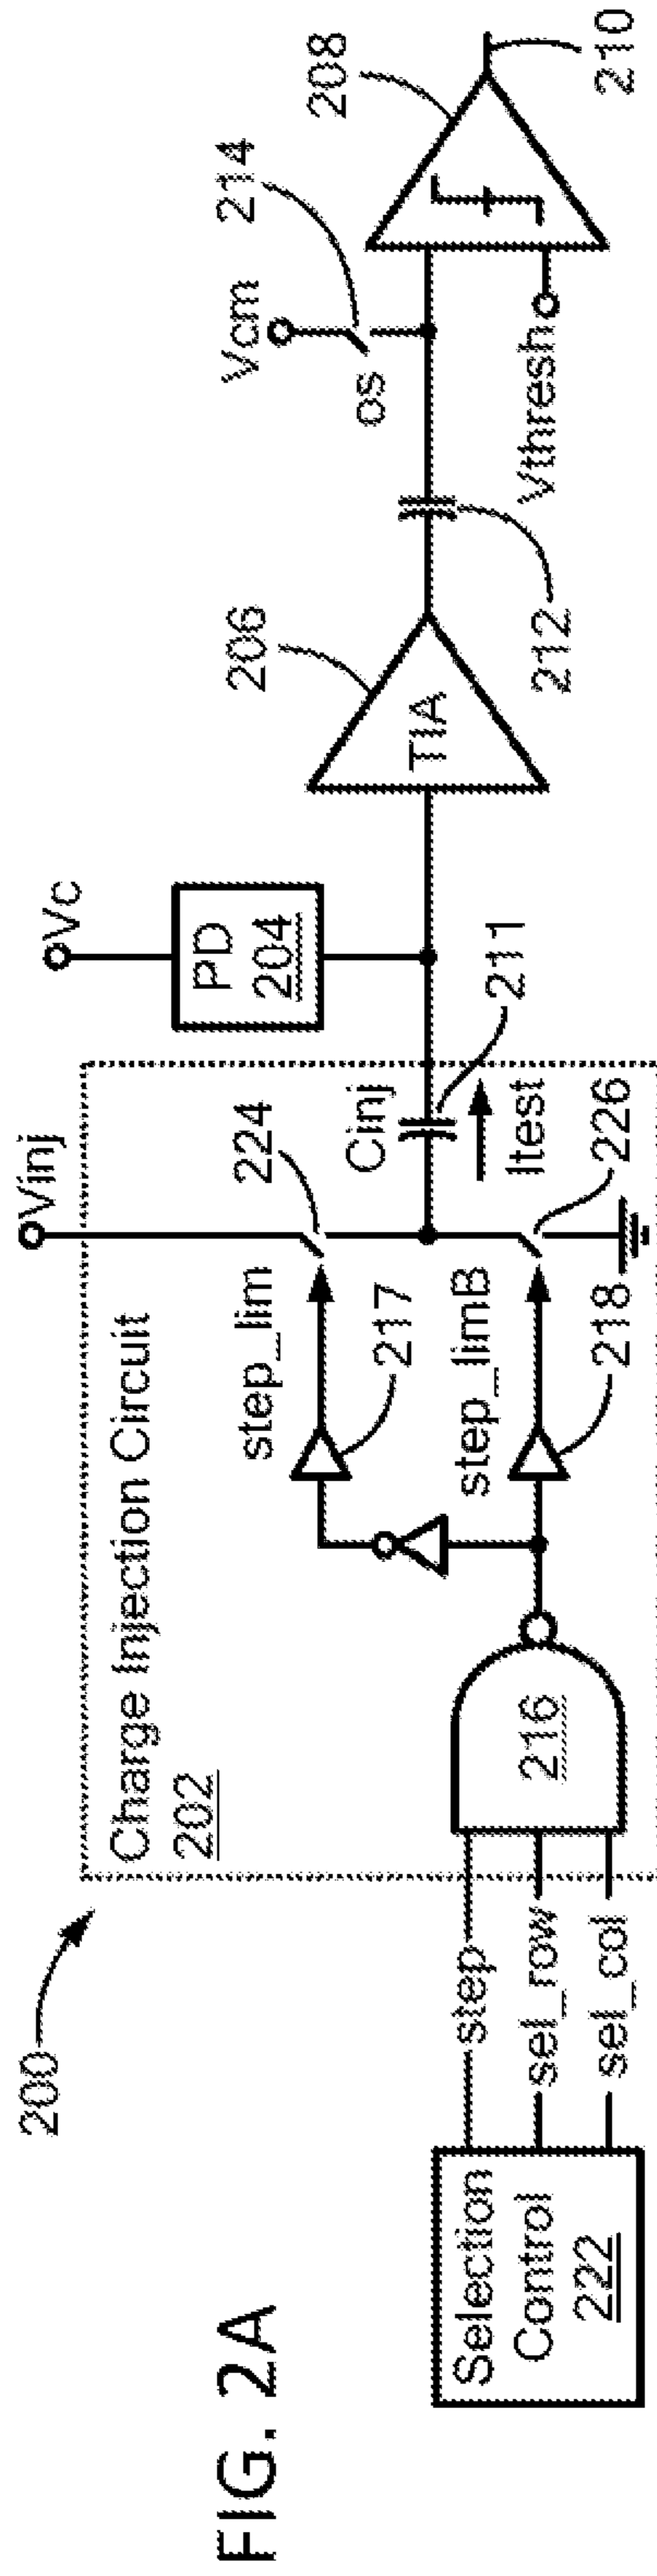 FIG. 2A
200
Selection
Control
222
step
sel_row
sel_col
Charge Injection Circuit
202
216
step_lim
217
step_limB
218
Vinj
224
226
Cinj
211
Itest
Vc
PD
204
206
TIA
212
Vcm
214
os
Vthresh
208
210